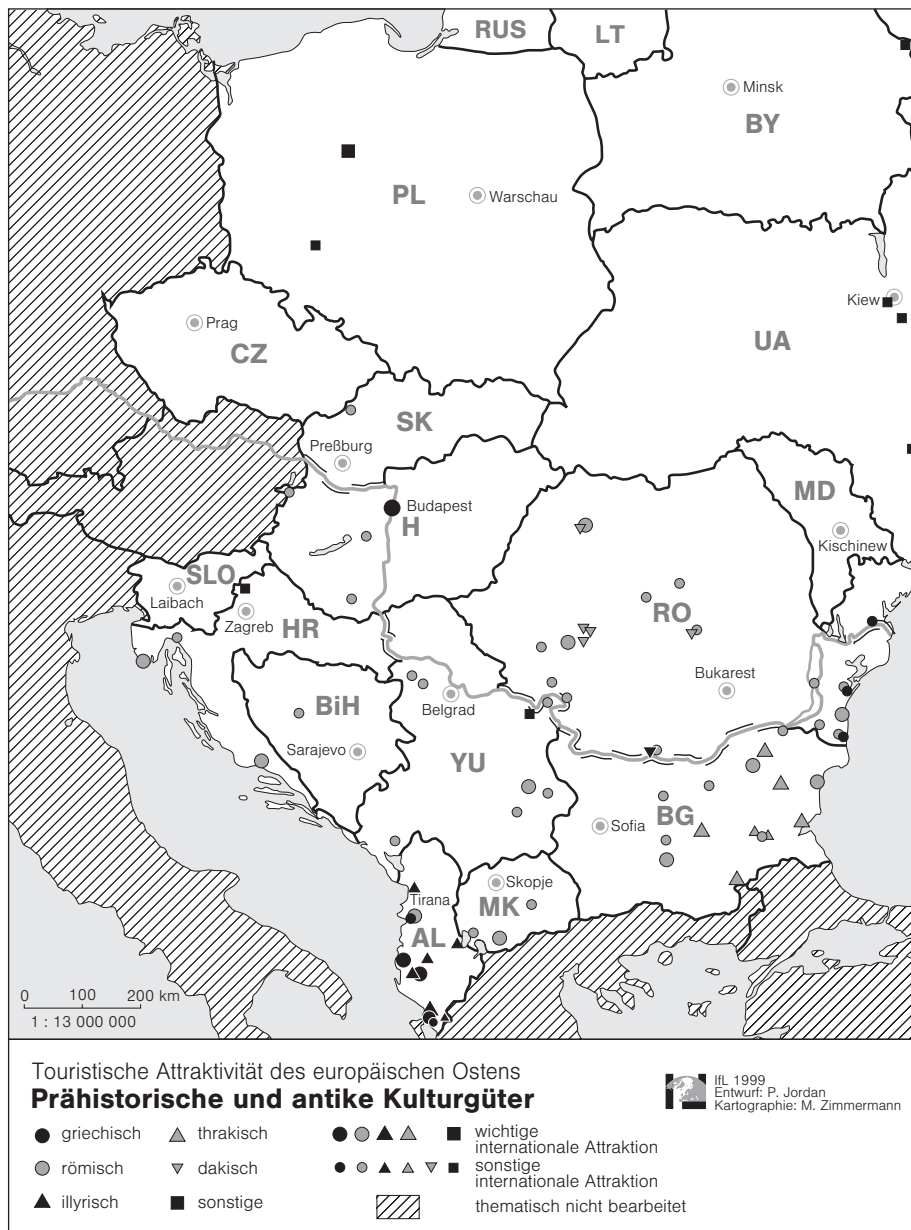 RUS
LT
Minsk
BY
PL
Warschau
Kiew
Prag
CZ
UA
SK
Preßburg
MD
Budapest
H
Kischinew
SLO
Laibach
Zagreb
HR
RO
Bukarest
BiH
Belgrad
Sarajevo
YU
Sofia
BG
Skopje
Tirana
MK
AL
0 100 200 km
1 : 13 000 000
Touristische Attraktivität des europäischen Ostens
Prähistorische und antike Kulturgüter
IfL 1999
Entwurf: P. Jordan
Kartographie: M. Zimmermann
griechisch
thrakisch
wichtige
internationale Attraktion
römisch
dakisch
sonstige
internationale Attraktion
illyrisch
sonstige
thematisch nicht bearbeitet